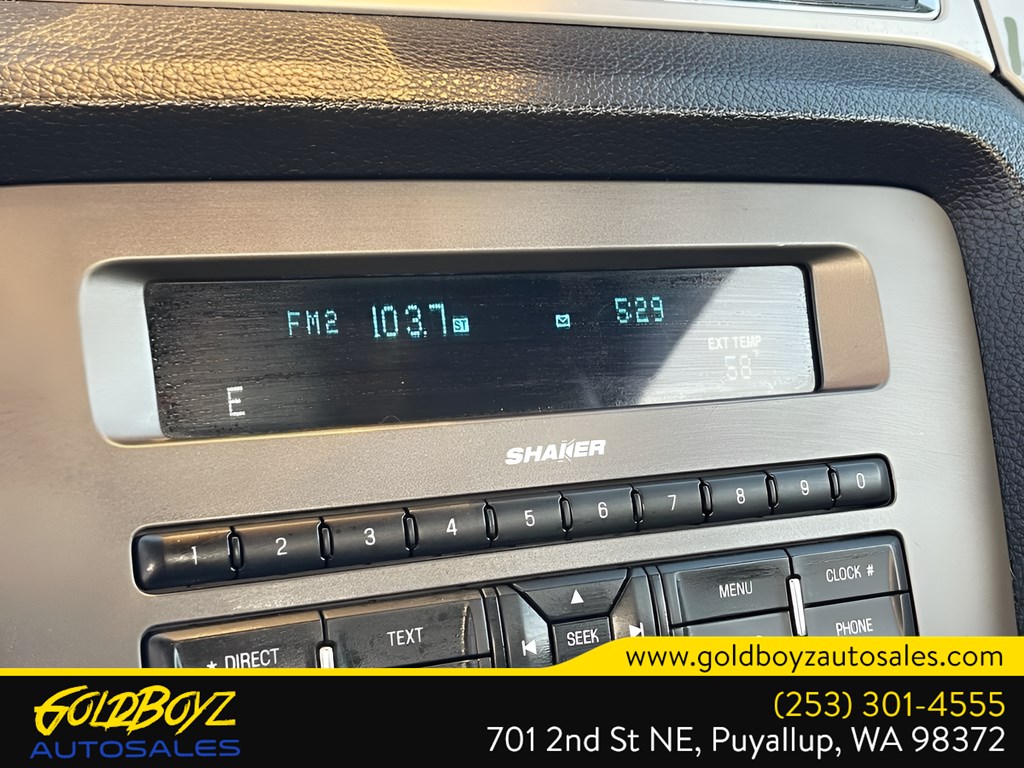 FM2 103.7 ST 5:29
EXT TEMP
58°
E
SHAKER
1 2 3 4 5 6 7 8 9 0
* DIRECT TEXT SEEK MENU CLOCK #
PHONE
www.goldboyzautosales.com
GOLDBOYZ
AUTOSALES
(253) 301-4555
701 2nd St NE, Puyallup, WA 98372